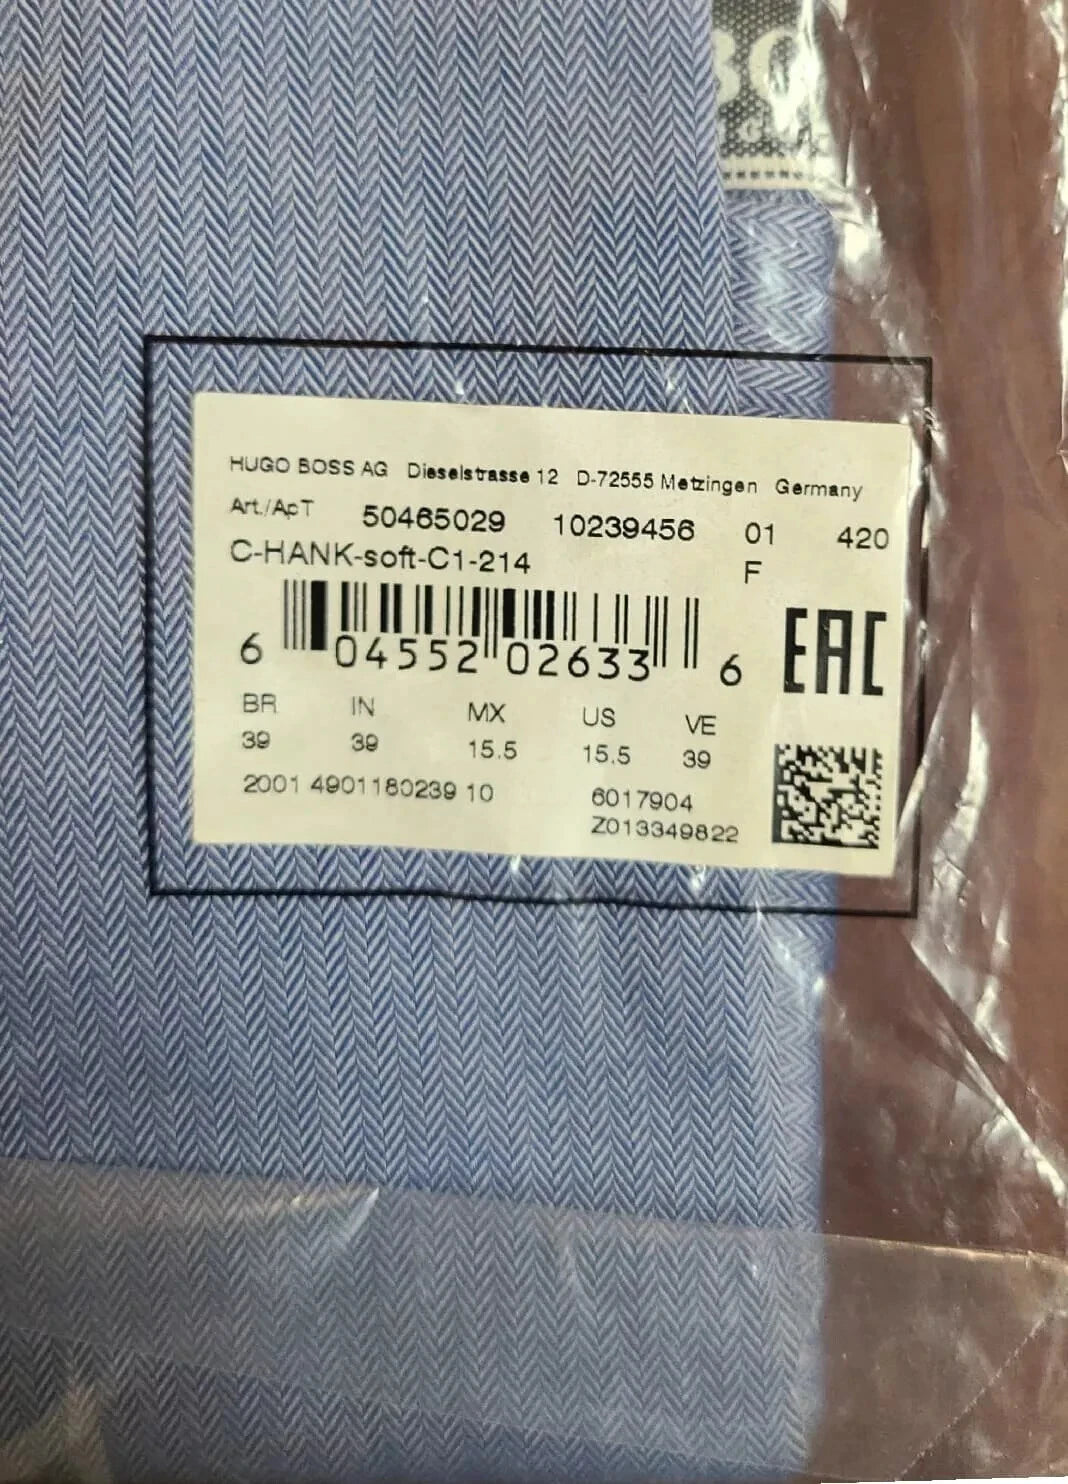 HUGO BOSS AG Dieselstrasse 12 D-72555 Metzingen Germany
Art./ApT 50465029 10239456 01 420
C-HANK-soft-C1-214 F
6 04552 02633 6
EAC
BR IN MX US VE
39 39 15.5 15.5 39
2001 4901180239 10 6017904
Z013349822